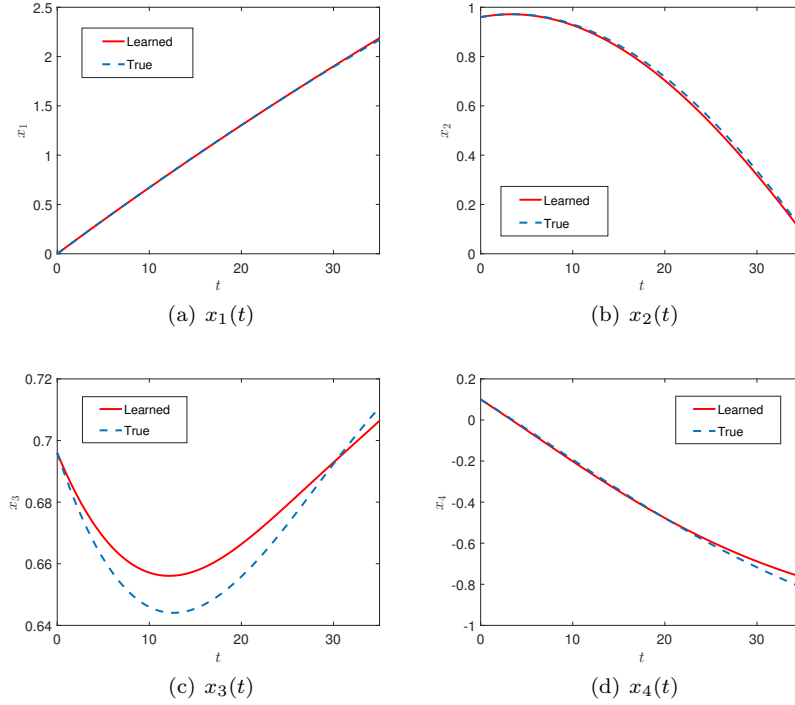 2.5
2
1.5
1
0.5
0
x₁
Learned
True
0 10 20 30
t
(a) x₁(t)
1
0.8
0.6
0.4
0.2
0
x₂
Learned
True
0 10 20 30
t
(b) x₂(t)
0.72
0.7
0.68
0.66
0.64
x₃
Learned
True
0 10 20 30
t
(c) x₃(t)
0.2
0
-0.2
-0.4
-0.6
-0.8
-1
x₄
Learned
True
0 10 20 30
t
(d) x₄(t)